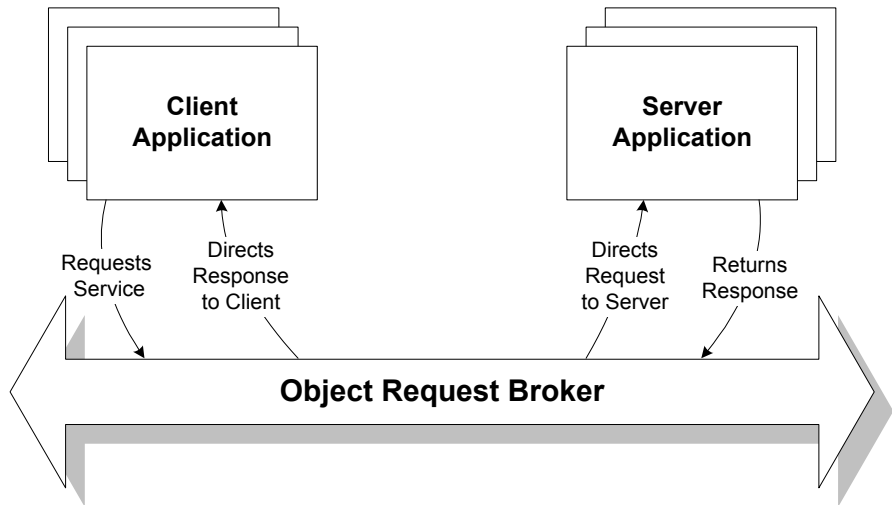 Client
Application
Server
Application
Requests
Service
Directs
Response
to Client
Directs
Request
to Server
Returns
Response
Object Request Broker